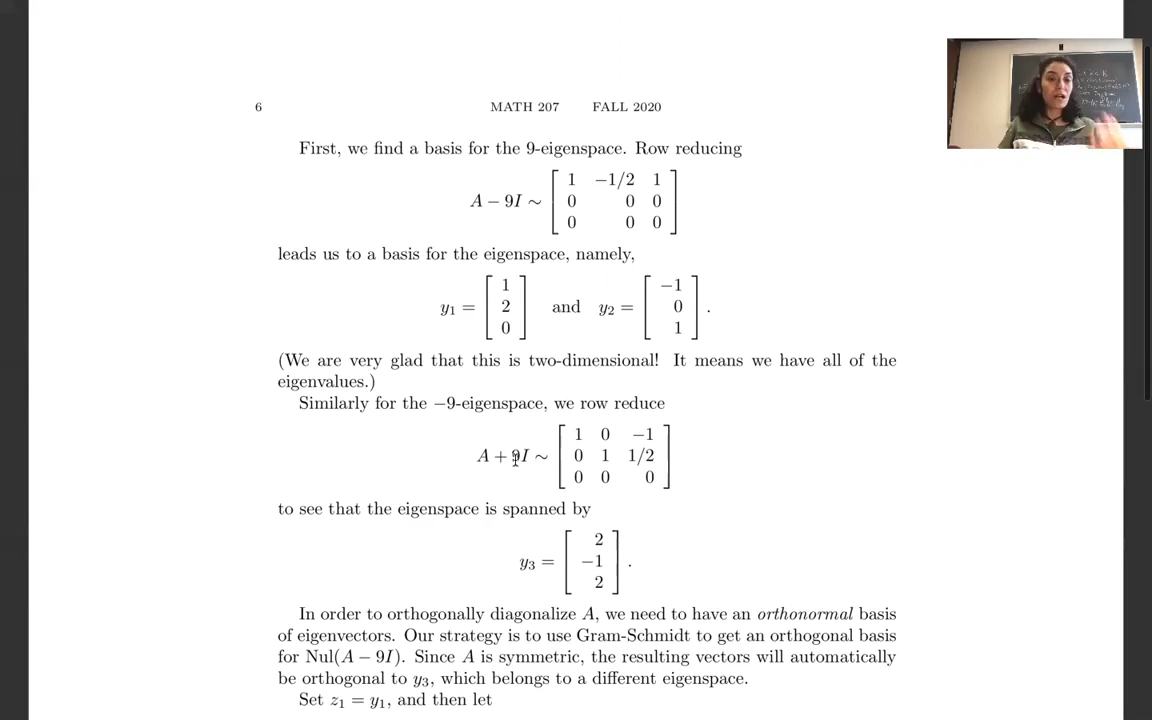 6 MATH 207 FALL 2020
First, we find a basis for the 9-eigenspace. Row reducing
A − 9I ∼ [ 1 −1/2 1
0 0 0
0 0 0 ]
leads us to a basis for the eigenspace, namely,
y₁ = [ 1 2 0 ] and y₂ = [ −1 0 1 ] .
(We are very glad that this is two-dimensional! It means we have all of the
eigenvalues.)
Similarly for the −9-eigenspace, we row reduce
A + 9I ∼ [ 1 0 −1
0 1 1/2
0 0 0 ]
to see that the eigenspace is spanned by
y₃ = [ 2 −1 2 ] .
In order to orthogonally diagonalize A, we need to have an orthonormal basis
of eigenvectors. Our strategy is to use Gram-Schmidt to get an orthogonal basis
for Nul(A − 9I). Since A is symmetric, the resulting vectors will automatically
be orthogonal to y₃, which belongs to a different eigenspace.
Set z₁ = y₁, and then let